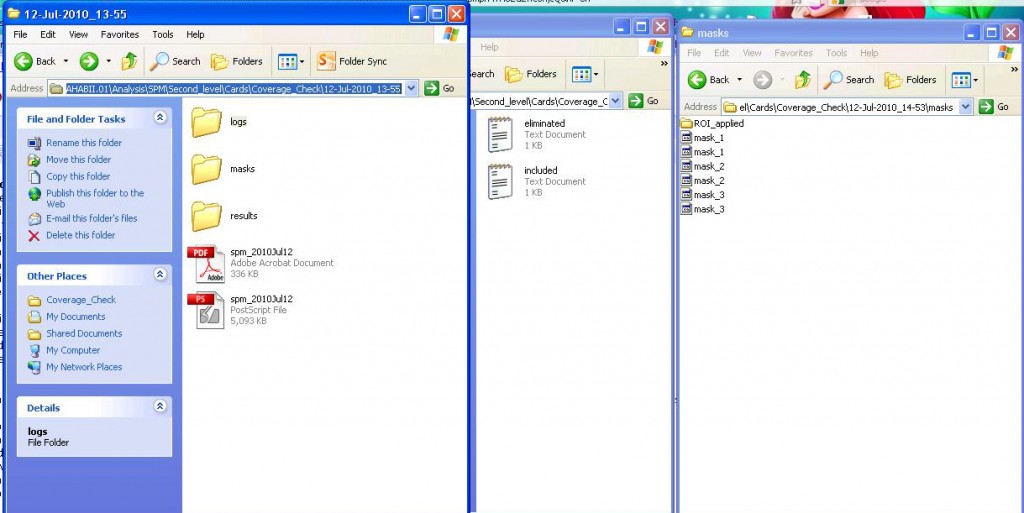 12-Jul-2010_13-55
File Edit View Favorites Tools Help
Back Search Folders Folder Sync
Address AHABII.01\Analysis\SPM\Second_level\Cards\Coverage_Check\12-Jul-2010_13-55 Go
File and Folder Tasks
Rename this folder
Move this folder
Copy this folder
Publish this folder to the
Web
E-mail this folder's files
Delete this folder
Other Places
Coverage_Check
My Documents
Shared Documents
My Computer
My Network Places
Details
logs
File Folder
logs
masks
results
PDF
Adobe
spm_2010Jul12
Adobe Acrobat Document
336 KB
PS
spm_2010Jul12
PostScript File
5,093 KB
Help
earch Folders
\Second_level\Cards\Coverage_C Go
eliminated
Text Document
1 KB
included
Text Document
1 KB
masks
File Edit View Favorites Tools Help
Back Search Folders
Address el\Cards\Coverage_Check\12-Jul-2010_14-53\masks Go
ROI_applied
mask_1
mask_1
mask_2
mask_2
mask_3
mask_3